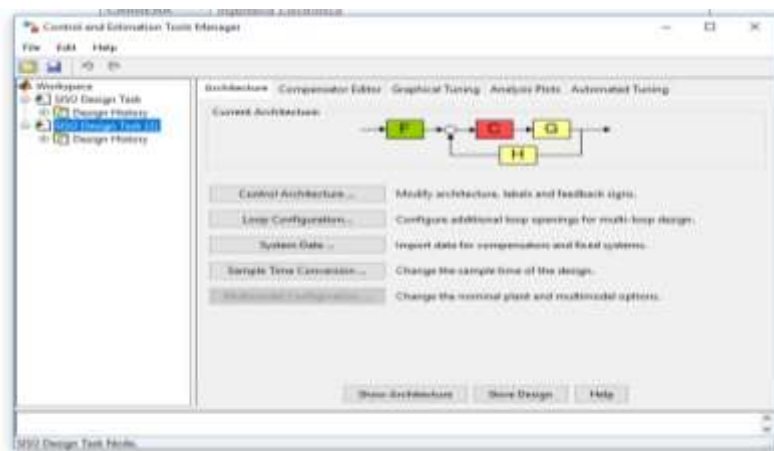 Ingeniería Electrónica
Control and Estimation Tools Manager
File Edit Help
Workspace
SISO Design Task
Design History
SISO Design Task
Design History
Architecture Compensator Editor Graphical Tuning Analysis Plots Automated Tuning
Current Architecture:
F C G
H
Control Architecture ... Modify architecture, labels and feedback signs.
Loop Configuration... Configure additional loop openings for multi-loop design.
System Data ... Import data for compensators and fixed systems.
Sample Time Conversion ... Change the sample time of the design.
Multimodel Configuration ... Change the nominal plant and multimodel options.
Show Architecture Store Design Help
SISO Design Task Node.